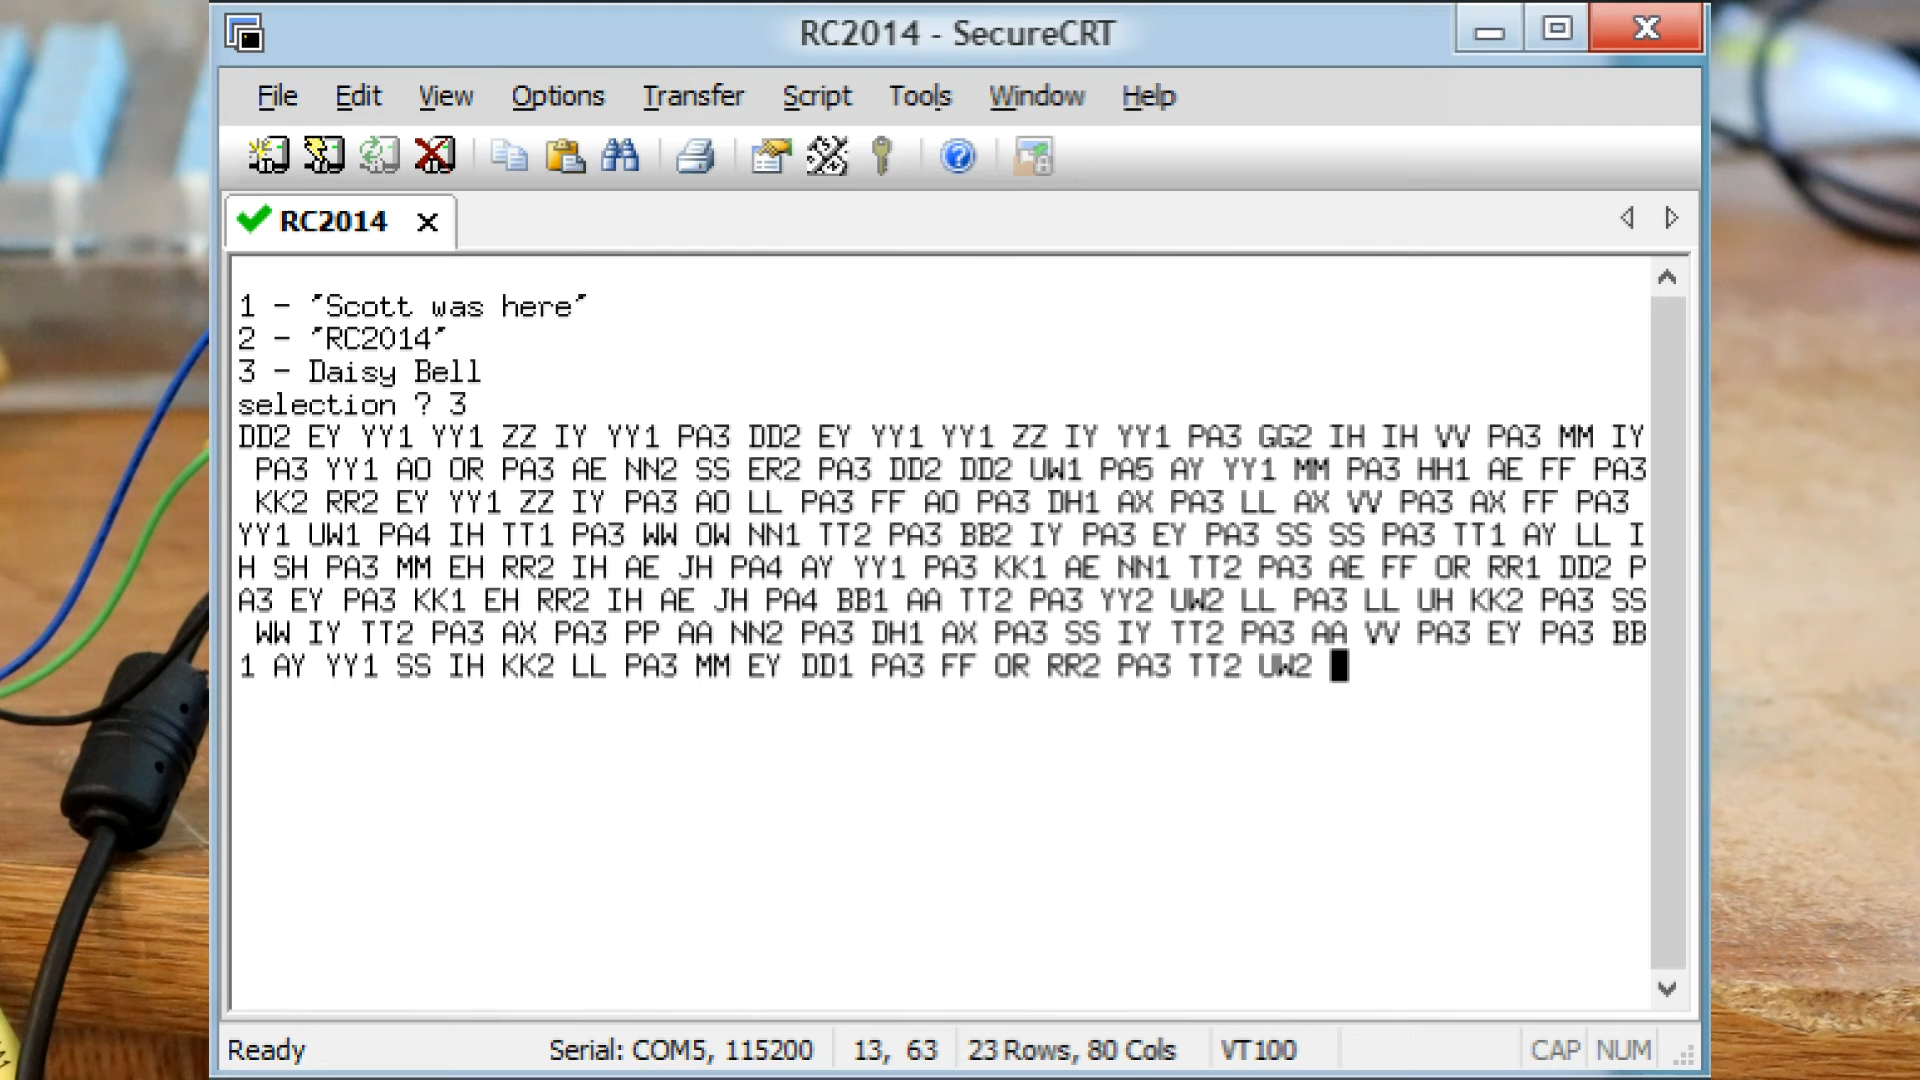 RC2014 - SecureCRT
File Edit View Options Transfer Script Tools Window Help
RC2014
1 - "Scott was here"
2 - "RC2014"
3 - Daisy Bell
selection ? 3
DD2 EY YY1 YY1 ZZ IY YY1 PA3 DD2 EY YY1 YY1 ZZ IY YY1 PA3 GG2 IH IH VV PA3 MM IY
PA3 YY1 AO OR PA3 AE NN2 SS ER2 PA3 DD2 DD2 UW1 PA5 AY YY1 MM PA3 HH1 AE FF PA3
KK2 RR2 EY YY1 ZZ IY PA3 AO LL PA3 FF AO PA3 DH1 AX PA3 LL AX VV PA3 AX FF PA3
YY1 UW1 PA4 IH TT1 PA3 WW OW NN1 TT2 PA3 BB2 IY PA3 EY PA3 SS SS PA3 TT1 AY LL I
H SH PA3 MM EH RR2 IH AE JH PA4 AY YY1 PA3 KK1 AE NN1 TT2 PA3 AE FF OR RR1 DD2 P
A3 EY PA3 KK1 EH RR2 IH AE JH PA4 BB1 AA TT2 PA3 YY2 UW2 LL PA3 LL UH KK2 PA3 SS
WW IY TT2 PA3 AX PA3 PP AA NN2 PA3 DH1 AX PA3 SS IY TT2 PA3 AA VV PA3 EY PA3 BB
1 AY YY1 SS IH KK2 LL PA3 MM EY DD1 PA3 FF OR RR2 PA3 TT2 UW2
Ready Serial: COM5, 115200 13, 63 23 Rows, 80 Cols VT100 CAP NUM